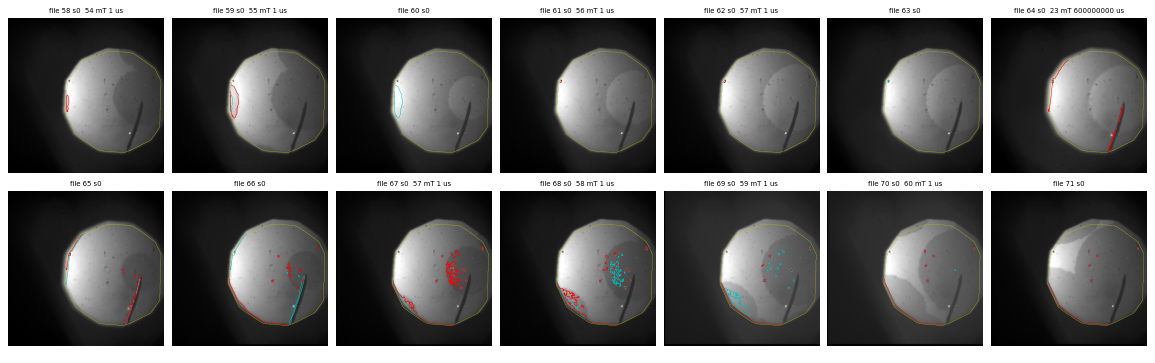 file 58 s0  54 mT 1 us
file 59 s0  55 mT 1 us
file 60 s0
file 61 s0  56 mT 1 us
file 62 s0  57 mT 1 us
file 63 s0
file 64 s0  23 mT 600000000 us
file 65 s0
file 66 s0
file 67 s0  57 mT 1 us
file 68 s0  58 mT 1 us
file 69 s0  59 mT 1 us
file 70 s0  60 mT 1 us
file 71 s0